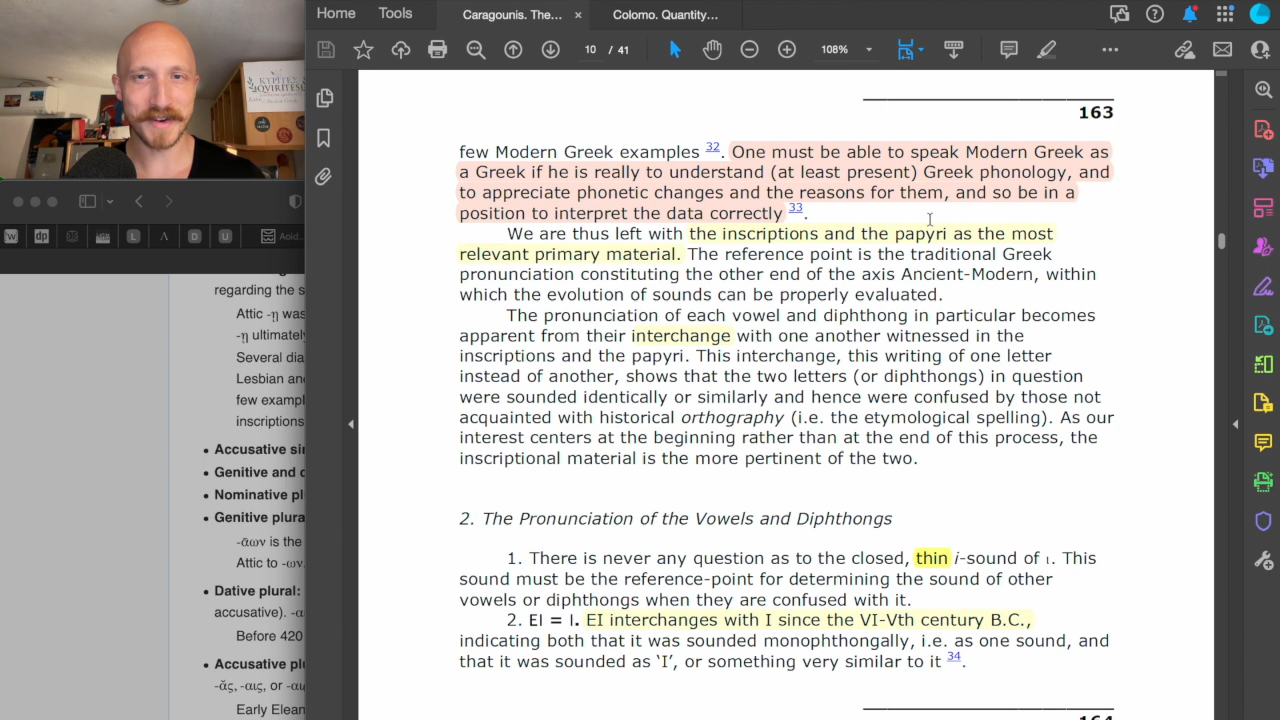 Home Tools Caragounis. The... × Colomo. Quantity...
10 / 41 108%
ΚΥΡΙΤΕΣ
QVIRITES
163
few Modern Greek examples 32. One must be able to speak Modern Greek as
a Greek if he is really to understand (at least present) Greek phonology, and
to appreciate phonetic changes and the reasons for them, and so be in a
position to interpret the data correctly 33.
We are thus left with the inscriptions and the papyri as the most
relevant primary material. The reference point is the traditional Greek
pronunciation constituting the other end of the axis Ancient-Modern, within
which the evolution of sounds can be properly evaluated.
The pronunciation of each vowel and diphthong in particular becomes
apparent from their interchange with one another witnessed in the
inscriptions and the papyri. This interchange, this writing of one letter
instead of another, shows that the two letters (or diphthongs) in question
were sounded identically or similarly and hence were confused by those not
acquainted with historical orthography (i.e. the etymological spelling). As our
interest centers at the beginning rather than at the end of this process, the
inscriptional material is the more pertinent of the two.
2. The Pronunciation of the Vowels and Diphthongs
1. There is never any question as to the closed, thin i-sound of ι. This
sound must be the reference-point for determining the sound of other
vowels or diphthongs when they are confused with it.
2. EI = I. EI interchanges with I since the VI-Vth century B.C.,
indicating both that it was sounded monophthongally, i.e. as one sound, and
that it was sounded as ‘I’, or something very similar to it 34.
164
W dp L Λ D U Aoid...
regarding the s
Attic -ῃ was
-ῃ ultimately
Several dia
Lesbian and
few exampl
inscriptions
• Accusative sin
• Genitive and d
• Nominative pl
• Genitive plura
-ᾱων is the
Attic to -ων.
• Dative plural:
accusative). -α
Before 420
• Accusative plu
-ᾰς, -αις, or -αι
Early Elean